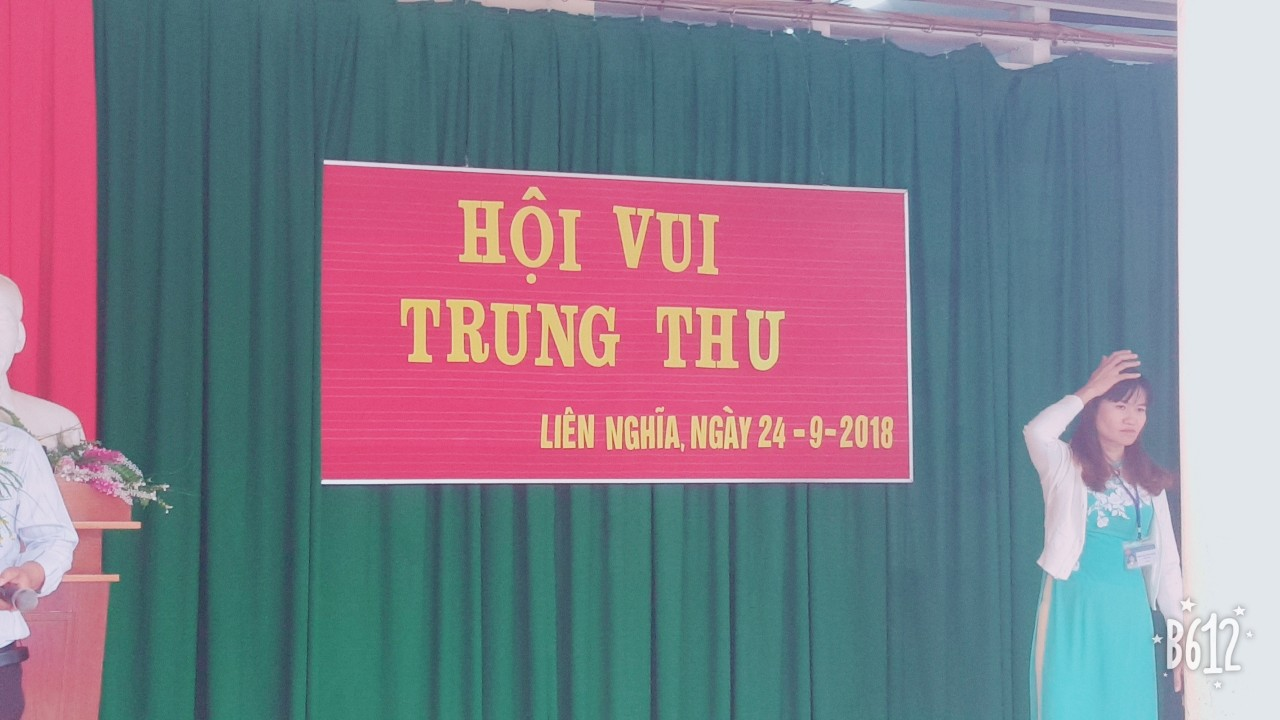 HỘI VUI
TRUNG THU
LIÊN NGHĨA, NGÀY 24-9-2018
B612